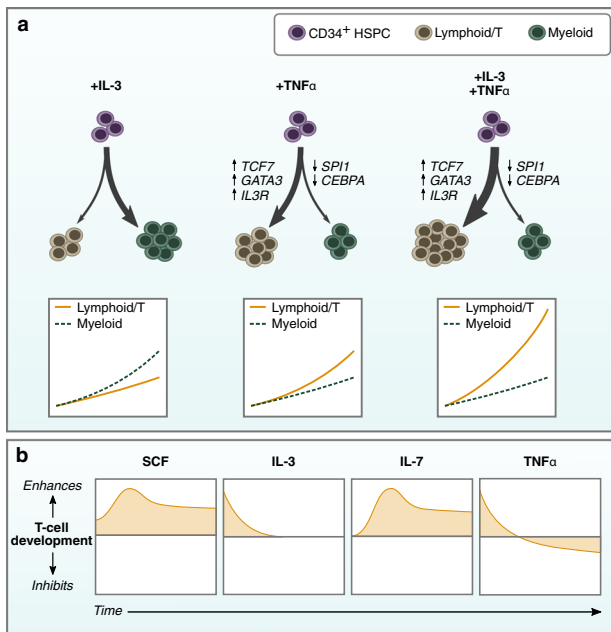 a
CD34+ HSPC
Lymphoid/T
Myeloid
+IL-3
+TNFα
+IL-3
+TNFα
↑ TCF7
↑ GATA3
↑ IL3R
↓ SPI1
↓ CEBPA
↑ TCF7
↑ GATA3
↑ IL3R
↓ SPI1
↓ CEBPA
Lymphoid/T
Myeloid
Lymphoid/T
Myeloid
Lymphoid/T
Myeloid
b
SCF
IL-3
IL-7
TNFα
Enhances
T-cell
development
Inhibits
Time